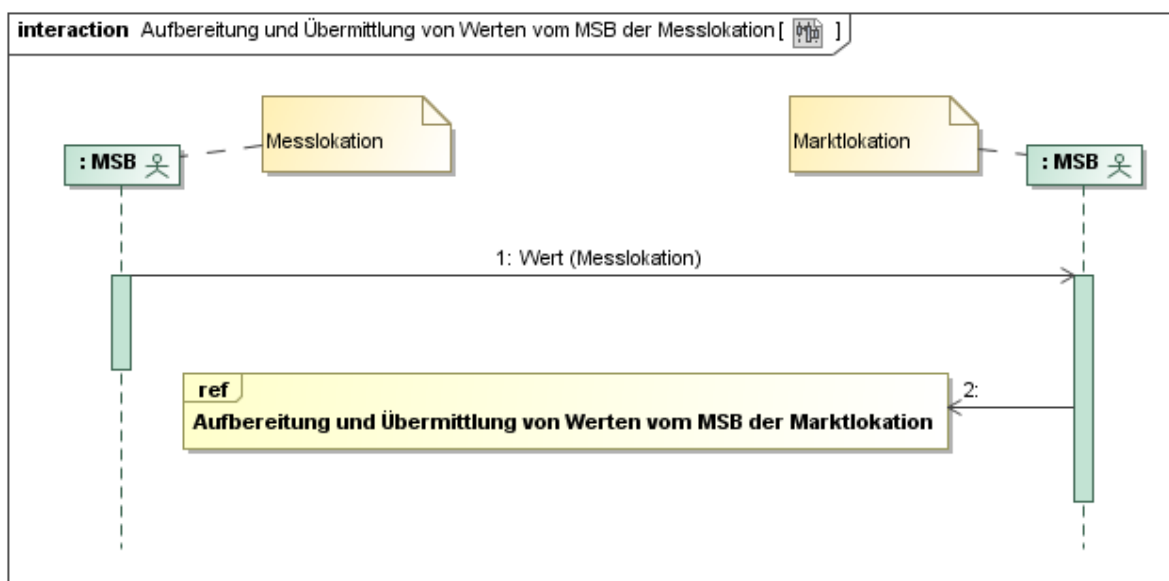 interaction Aufbereitung und Übermittlung von Werten vom MSB der Messlokation [ ]
Messlokation
Marktlokation
: MSB
: MSB
1: Wert (Messlokation)
ref
2:
Aufbereitung und Übermittlung von Werten vom MSB der Marktlokation